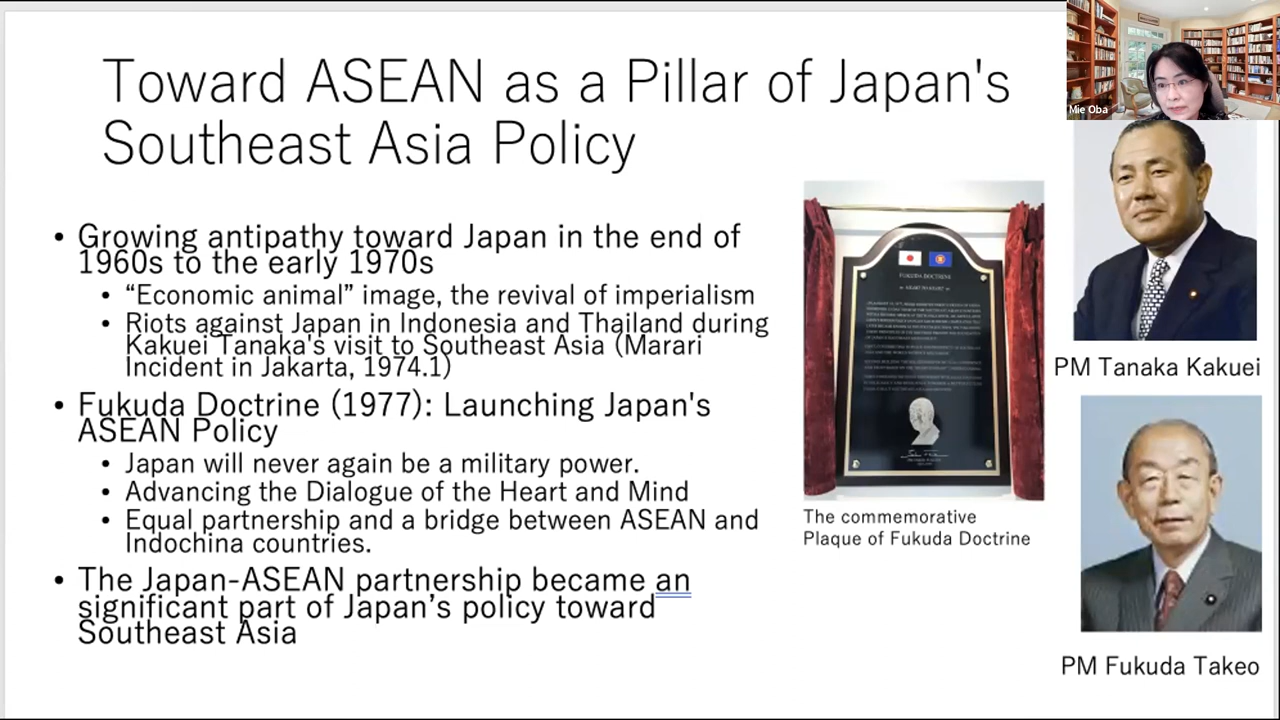 Toward ASEAN as a Pillar of Japan's
Southeast Asia Policy
Mie Oba
• Growing antipathy toward Japan in the end of
1960s to the early 1970s
• “Economic animal” image, the revival of imperialism
• Riots against Japan in Indonesia and Thailand during
Kakuei Tanaka's visit to Southeast Asia (Marari
Incident in Jakarta, 1974.1)
• Fukuda Doctrine (1977): Launching Japan's
ASEAN Policy
• Japan will never again be a military power.
• Advancing the Dialogue of the Heart and Mind
• Equal partnership and a bridge between ASEAN and
Indochina countries.
• The Japan-ASEAN partnership became an
significant part of Japan’s policy toward
Southeast Asia
FUKUDA DOCTRINE
The commemorative
Plaque of Fukuda Doctrine
PM Tanaka Kakuei
PM Fukuda Takeo